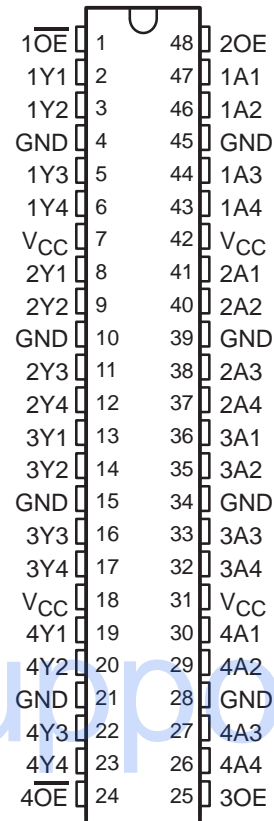 1O̅E̅ 1 48 2OE
1Y1 2 47 1A1
1Y2 3 46 1A2
GND 4 45 GND
1Y3 5 44 1A3
1Y4 6 43 1A4
VCC 7 42 VCC
2Y1 8 41 2A1
2Y2 9 40 2A2
GND 10 39 GND
2Y3 11 38 2A3
2Y4 12 37 2A4
3Y1 13 36 3A1
3Y2 14 35 3A2
GND 15 34 GND
3Y3 16 33 3A3
3Y4 17 32 3A4
VCC 18 31 VCC
4Y1 19 30 4A1
4Y2 20 29 4A2
GND 21 28 GND
4Y3 22 27 4A3
4Y4 23 26 4A4
4O̅E̅ 24 25 3OE